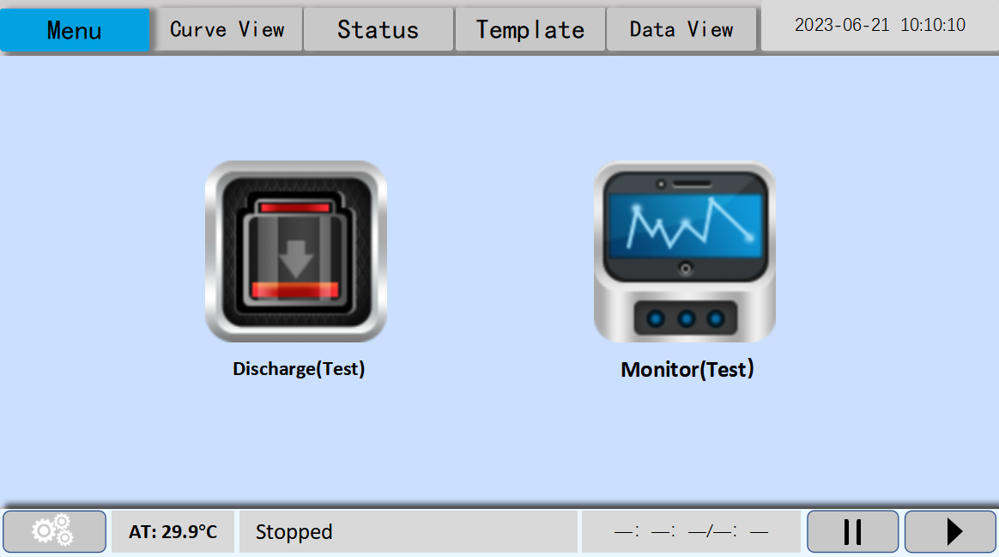 Menu
Curve View
Status
Template
Data View
2023-06-21 10:10:10
Discharge(Test)
Monitor(Test)
AT: 29.9°C
Stopped
—: —: —/—: —